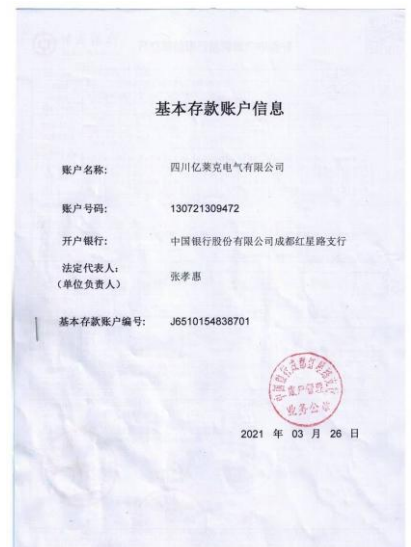 基本存款账户信息
账户名称: 四川亿莱克电气有限公司
账户号码: 130721309472
开户银行: 中国银行股份有限公司成都红星路支行
法定代表人:
(单位负责人) 张孝惠
基本存款账户编号: J6510154838701
账户管理
业务公章
2021 年 03 月 26 日